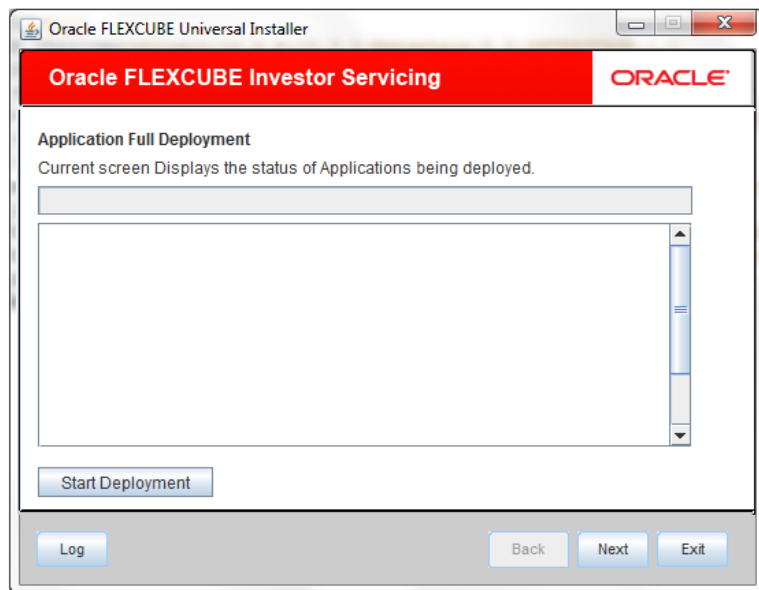 Oracle FLEXCUBE Universal Installer
Oracle FLEXCUBE Investor Servicing
ORACLE
Application Full Deployment
Current screen Displays the status of Applications being deployed.
Start Deployment
Log
Back
Next
Exit